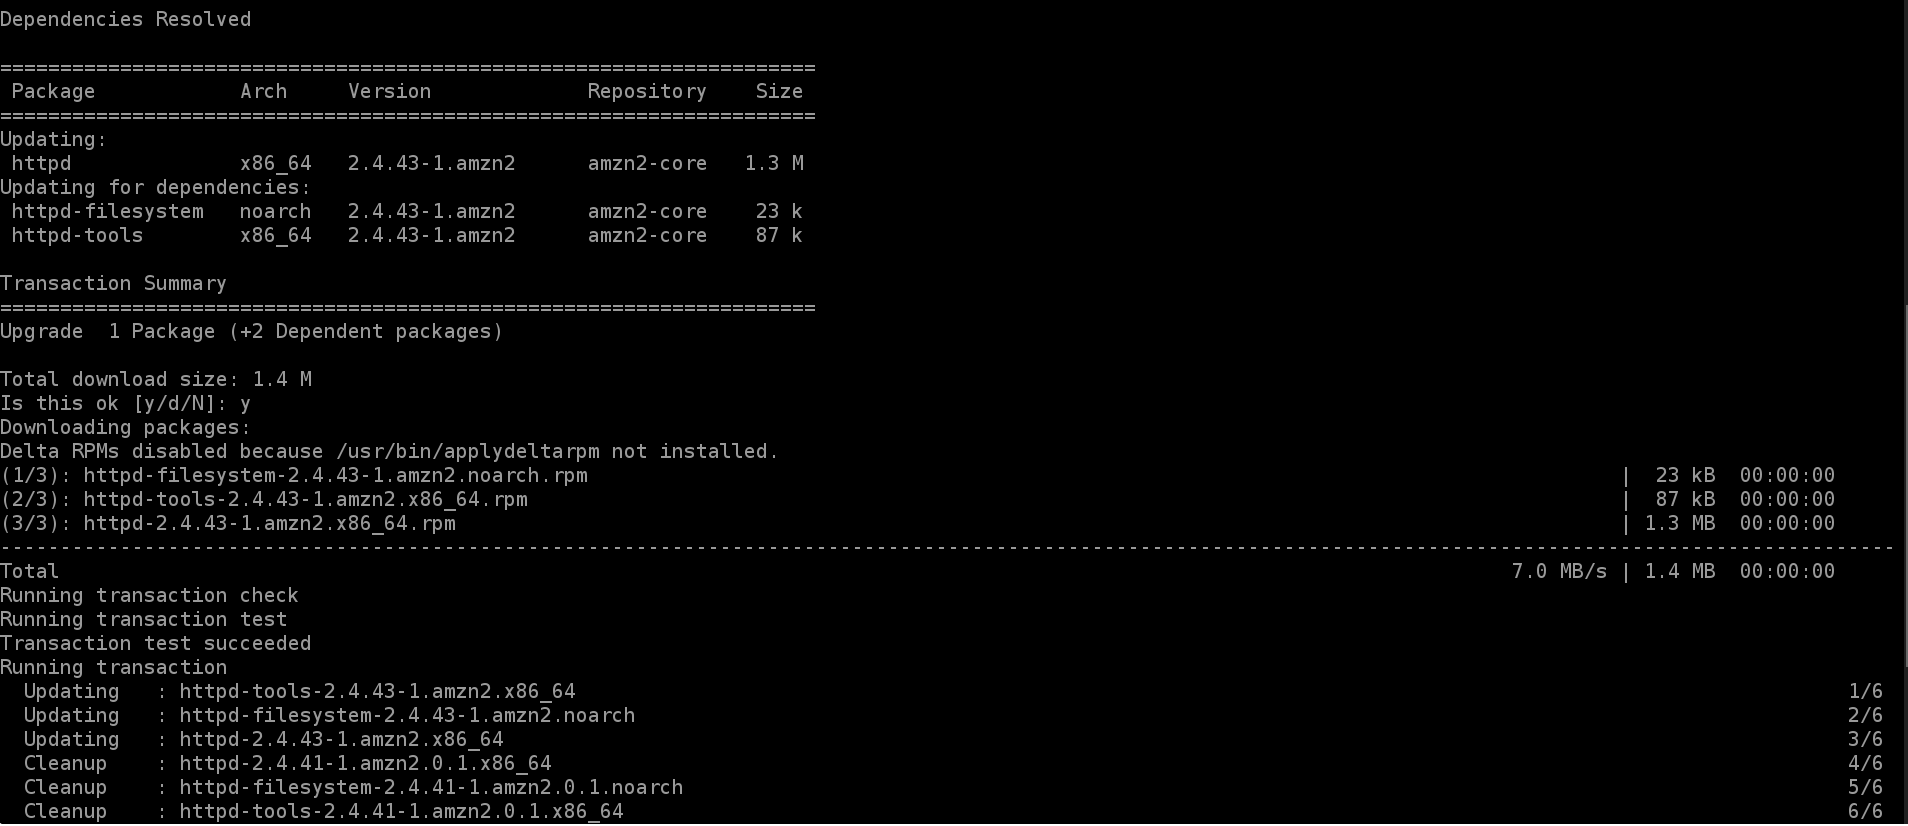 Dependencies Resolved
====================================================================
 Package            Arch     Version             Repository    Size
====================================================================
Updating:
 httpd            x86_64   2.4.43-1.amzn2      amzn2-core   1.3 M
Updating for dependencies:
 httpd-filesystem   noarch   2.4.43-1.amzn2      amzn2-core    23 k
 httpd-tools        x86_64   2.4.43-1.amzn2      amzn2-core    87 k
Transaction Summary
====================================================================
Upgrade  1 Package (+2 Dependent packages)
Total download size: 1.4 M
Is this ok [y/d/N]: y
Downloading packages:
Delta RPMs disabled because /usr/bin/applydeltarpm not installed.
(1/3): httpd-filesystem-2.4.43-1.amzn2.noarch.rpm | 23 kB 00:00:00
(2/3): httpd-tools-2.4.43-1.amzn2.x86_64.rpm | 87 kB 00:00:00
(3/3): httpd-2.4.43-1.amzn2.x86_64.rpm | 1.3 MB 00:00:00
--------------------------------------------------------------------------------------------------------------------------------------------------------------
Total 7.0 MB/s | 1.4 MB 00:00:00
Running transaction check
Running transaction test
Transaction test succeeded
Running transaction
  Updating   : httpd-tools-2.4.43-1.amzn2.x86_64 1/6
  Updating   : httpd-filesystem-2.4.43-1.amzn2.noarch 2/6
  Updating   : httpd-2.4.43-1.amzn2.x86_64 3/6
  Cleanup    : httpd-2.4.41-1.amzn2.0.1.x86_64 4/6
  Cleanup    : httpd-filesystem-2.4.41-1.amzn2.0.1.noarch 5/6
  Cleanup    : httpd-tools-2.4.41-1.amzn2.0.1.x86_64 6/6